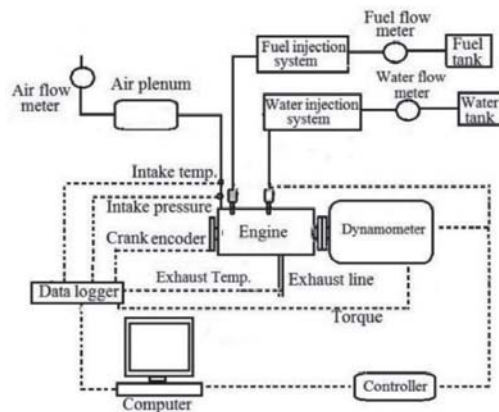 Fuel flow
meter
Fuel injection
system
Fuel
tank
Air flow
meter
Air plenum
Water flow
meter
Water injection
system
Water
tank
Intake temp.
Intake pressure
Crank encoder
Engine
Dynamometer
Exhaust Temp.
Exhaust line
Data logger
Torque
Computer
Controller